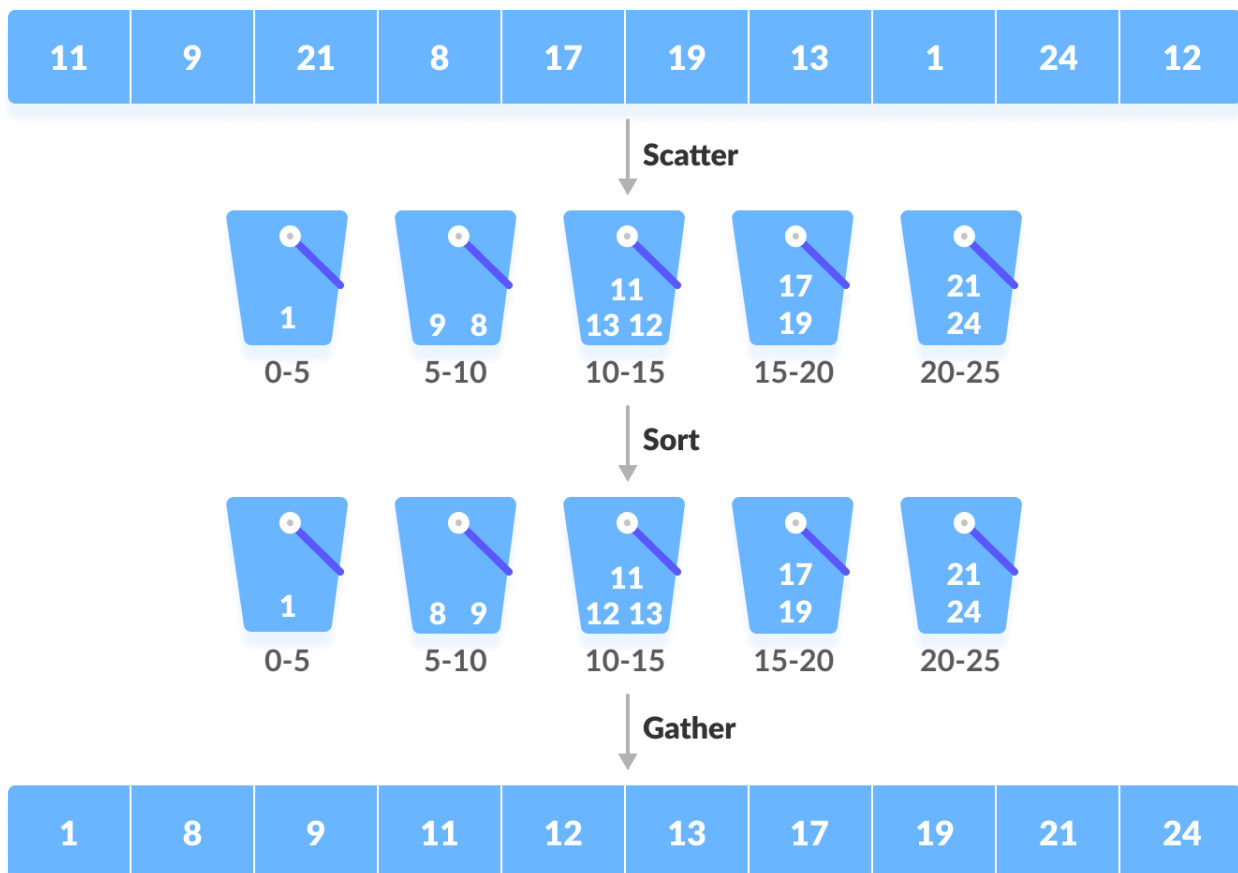 11 9 21 8 17 19 13 1 24 12
Scatter
11 17 21
1 9 8 13 12 19 24
0-5 5-10 10-15 15-20 20-25
Sort
11 17 21
1 8 9 12 13 19 24
0-5 5-10 10-15 15-20 20-25
Gather
1 8 9 11 12 13 17 19 21 24